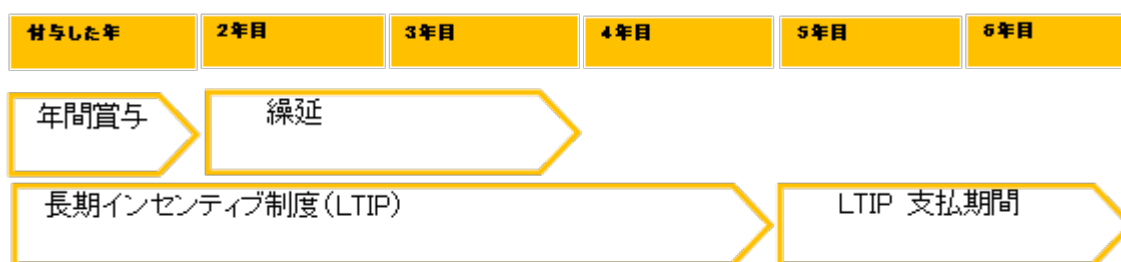 付与した年 2年目 3年目 4年目 5年目 6年目
年間賞与 繰延
長期インセンティブ制度(LTIP) LTIP 支払期間